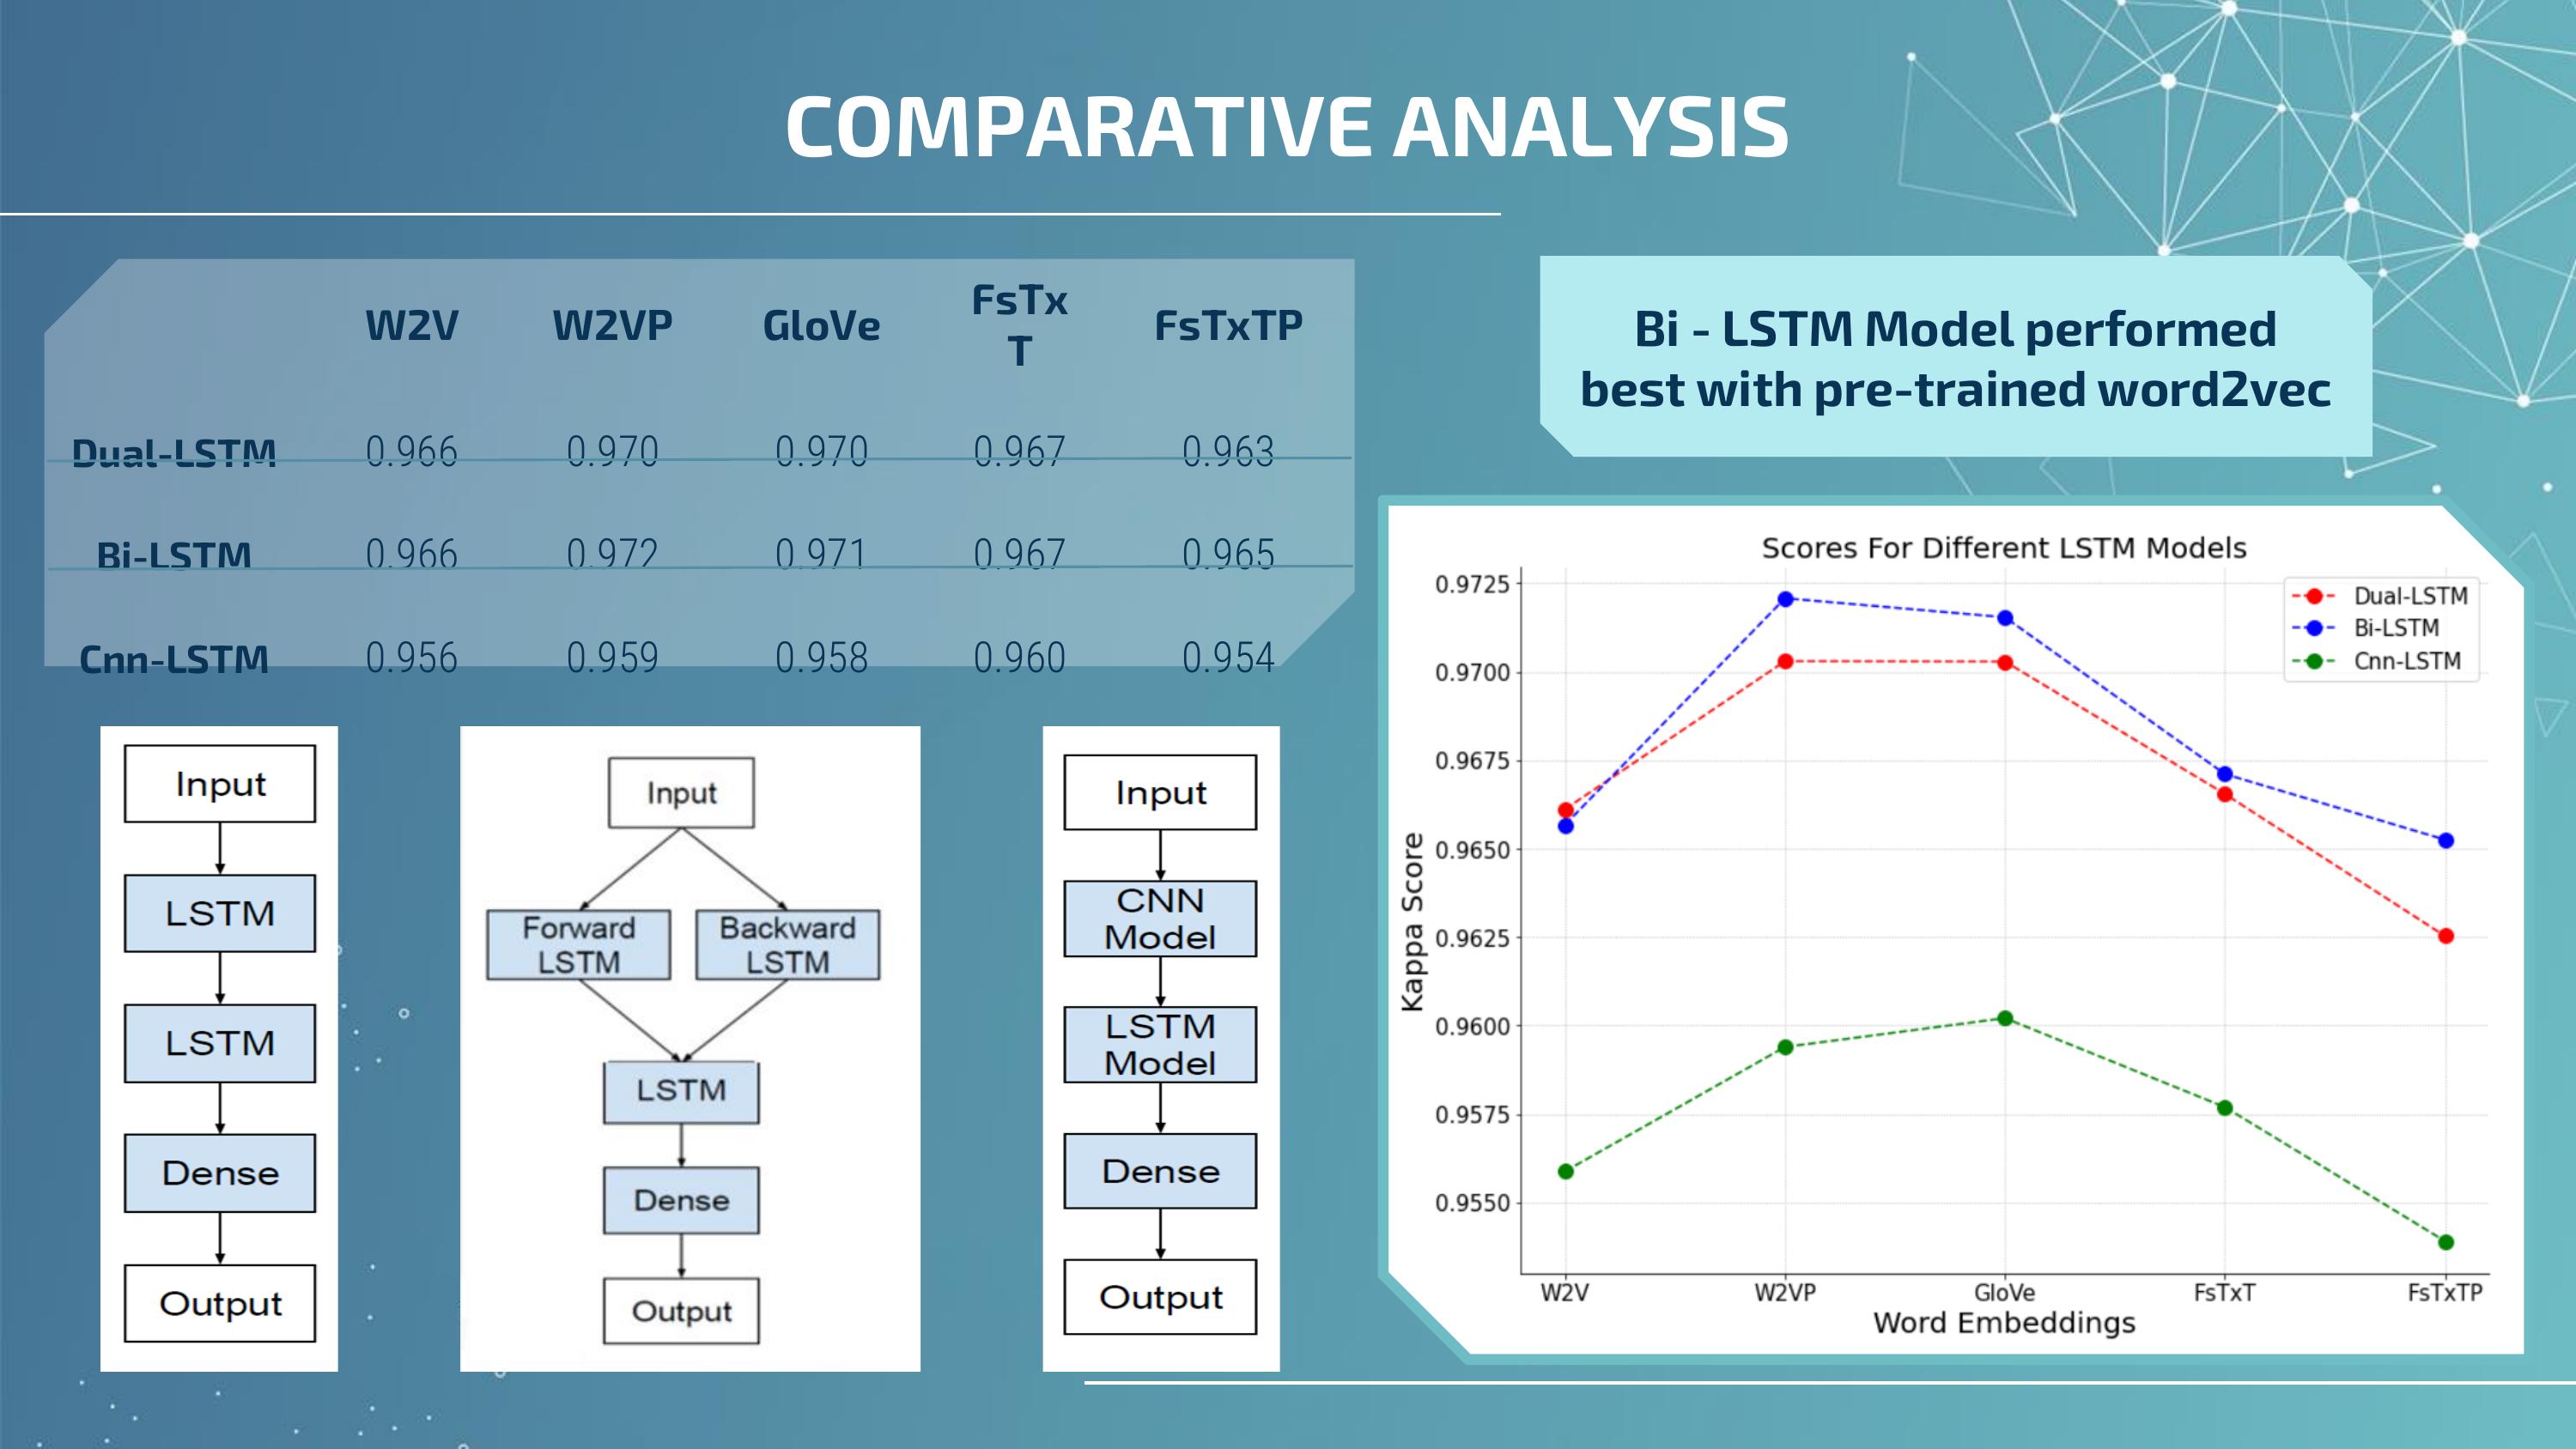 COMPARATIVE ANALYSIS
W2V W2VP GloVe FsTx
T FsTxTP
Dual-LSTM 0.966 0.970 0.970 0.967 0.963
Bi-LSTM 0.966 0.972 0.971 0.967 0.965
Cnn-LSTM 0.956 0.959 0.958 0.960 0.954
Bi - LSTM Model performed
best with pre-trained word2vec
Input
LSTM
LSTM
Dense
Output
Input
Forward
LSTM
Backward
LSTM
LSTM
Dense
Output
Input
CNN
Model
LSTM
Model
Dense
Output
Scores For Different LSTM Models
Dual-LSTM
Bi-LSTM
Cnn-LSTM
Kappa Score
0.9725
0.9700
0.9675
0.9650
0.9625
0.9600
0.9575
0.9550
W2V W2VP GloVe FsTxT FsTxTP
Word Embeddings